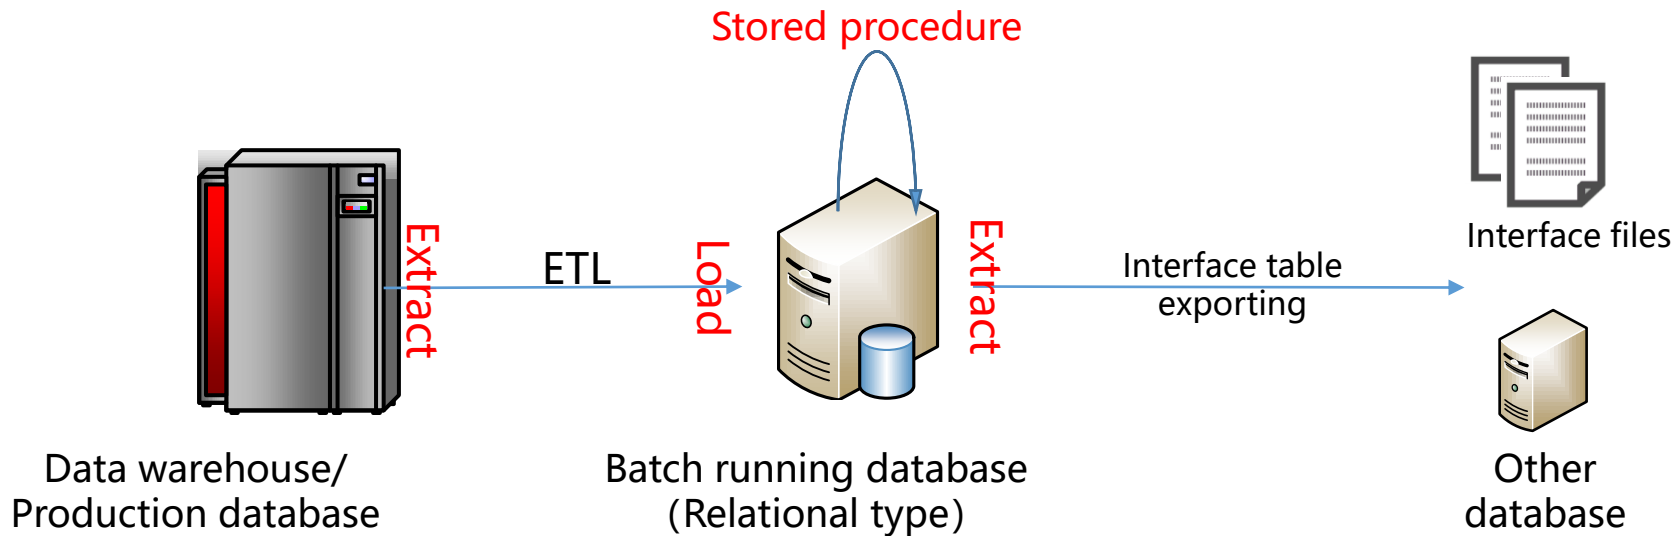 Stored procedure
Extract
ETL
Load
Extract
Interface table
exporting
Interface files
Data warehouse/
Production database
Batch running database
(Relational type)
Other
database